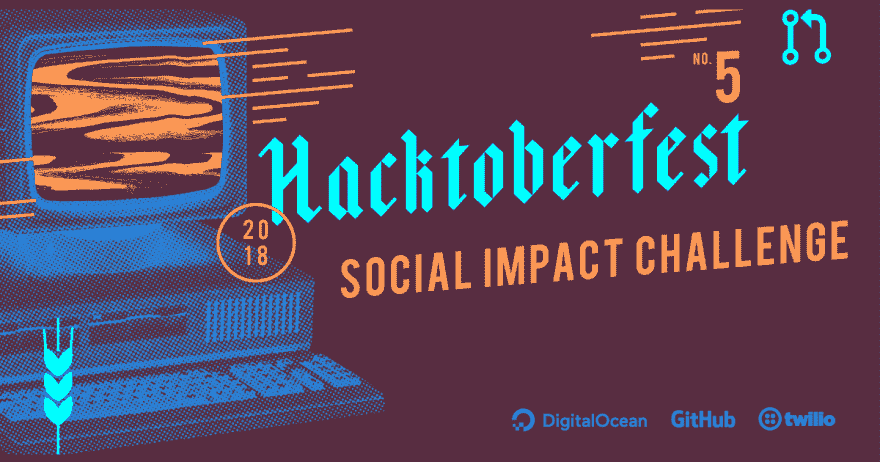 NO. 5
Hacktoberfest
20
18
SOCIAL IMPACT CHALLENGE
DigitalOcean GitHub twilio